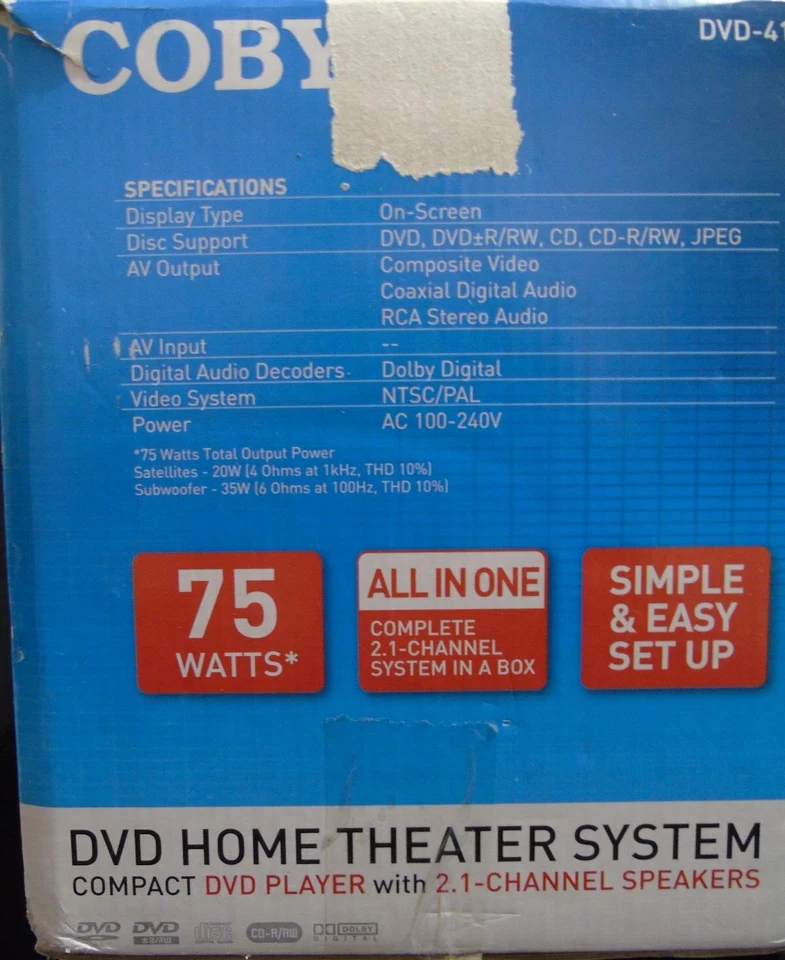 COBY
DVD-41
SPECIFICATIONS
Display Type On-Screen
Disc Support DVD, DVD±R/RW, CD, CD-R/RW, JPEG
AV Output Composite Video
Coaxial Digital Audio
RCA Stereo Audio
AV Input --
Digital Audio Decoders Dolby Digital
Video System NTSC/PAL
Power AC 100-240V
*75 Watts Total Output Power
Satellites - 20W (4 Ohms at 1kHz, THD 10%)
Subwoofer - 35W (6 Ohms at 100Hz, THD 10%)
75
WATTS*
ALL IN ONE
COMPLETE
2.1-CHANNEL
SYSTEM IN A BOX
SIMPLE
& EASY
SET UP
DVD HOME THEATER SYSTEM
COMPACT DVD PLAYER with 2.1-CHANNEL SPEAKERS
DVD DVD disc CD-R/RW DOLBY
±R/RW DIGITAL AUDIO DIGITAL